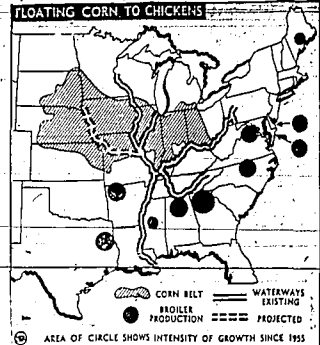 FLOATING CORN TO CHICKENS
CORN BELT
WATERWAYS
EXISTING
BROILER
PRODUCTION
PROJECTED
AREA OF CIRCLE SHOWS INTENSITY OF GROWTH SINCE 1955